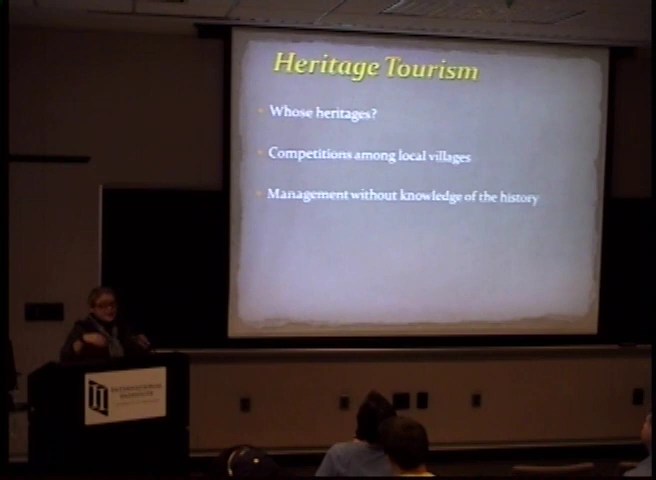 Heritage Tourism
Whose heritages?
Competitions among local villages
Management without knowledge of the history
INTERNATIONAL
INSTITUTE